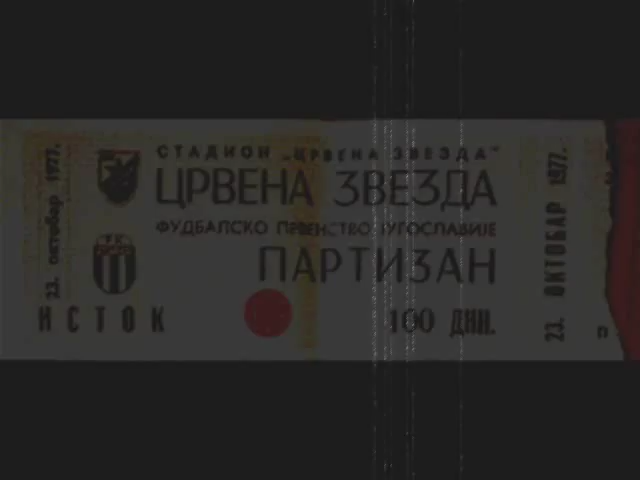 23. октобар 1977.
СТАДИОН „ЦРВЕНА ЗВЕЗДА"
ЦРВЕНА ЗВЕЗДА
ФУДБАЛСКО ПРВЕНСТВО ЈУГОСЛАВИЈЕ
ПАРТИЗАН
ИСТОК
100 ДИН.
23. ОКТОБАР 1977.
П